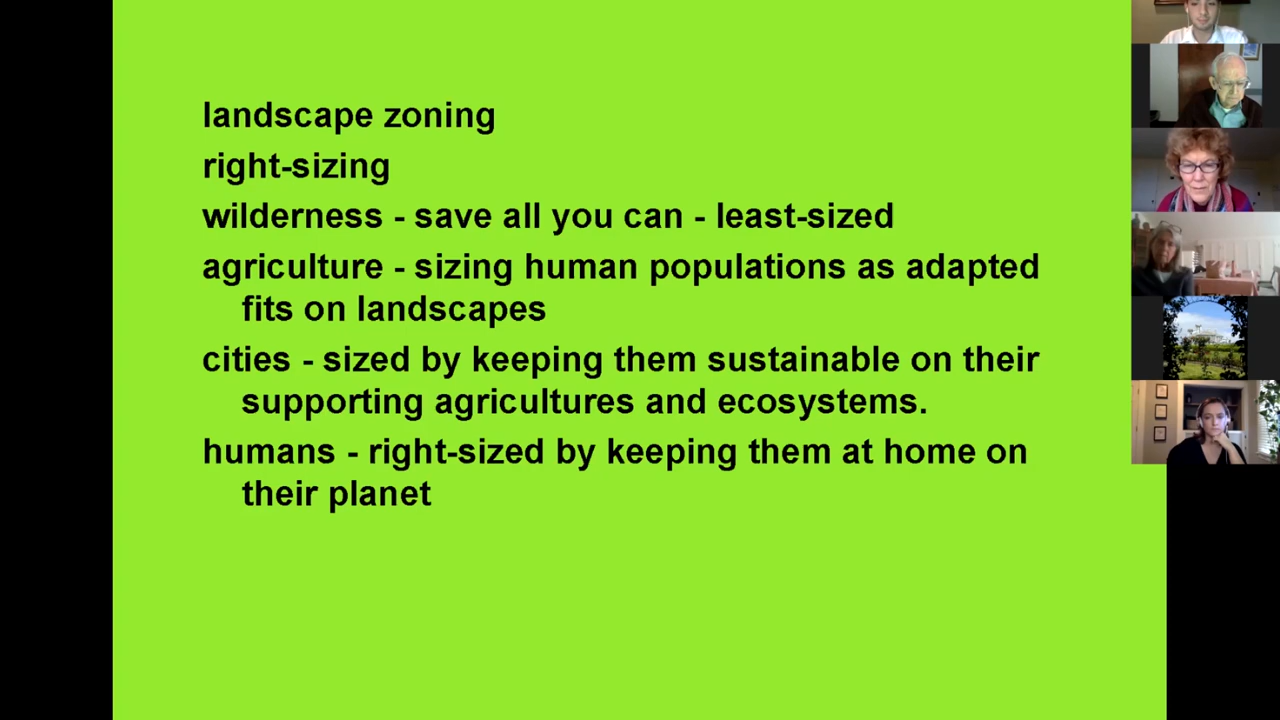 landscape zoning
right-sizing
wilderness - save all you can - least-sized
agriculture - sizing human populations as adapted
fits on landscapes
cities - sized by keeping them sustainable on their
supporting agricultures and ecosystems.
humans - right-sized by keeping them at home on
their planet